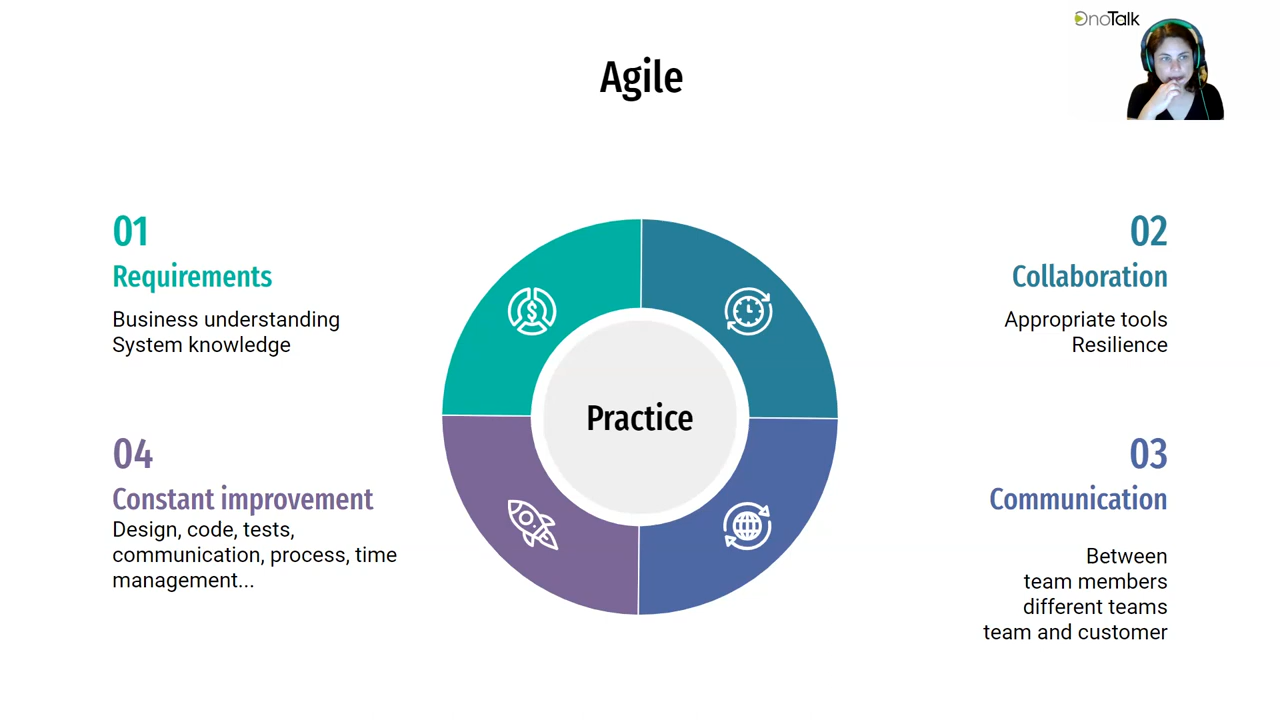 OnoTalk
Agile
01
Requirements
Business understanding
System knowledge
02
Collaboration
Appropriate tools
Resilience
Practice
04
Constant improvement
Design, code, tests,
communication, process, time
management...
03
Communication
Between
team members
different teams
team and customer
$